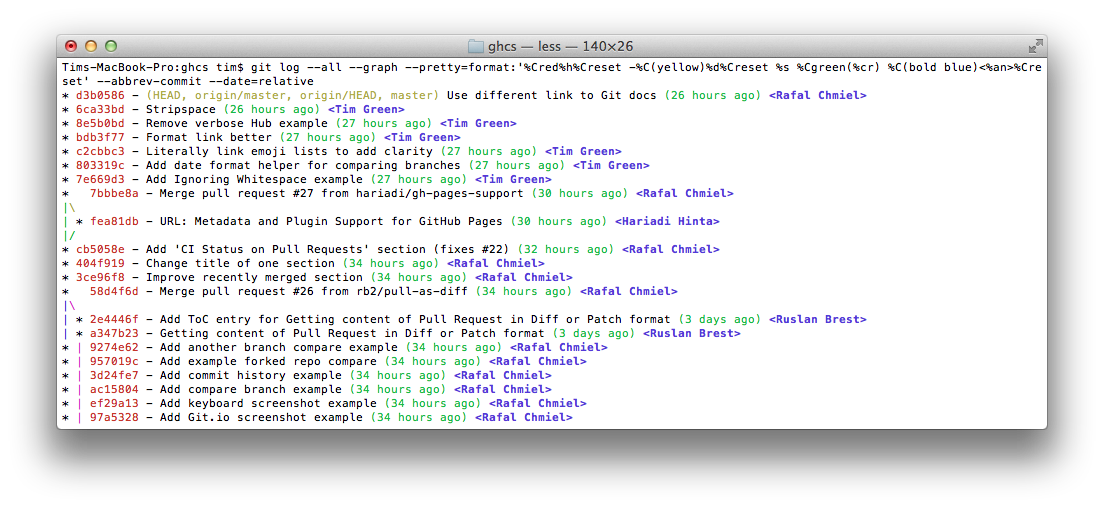 ghcs — less — 140×26
Tims-MacBook-Pro:ghcs tim$ git log --all --graph --pretty=format:'%Cred%h%Creset -%C(yellow)%d%Creset %s %Cgreen(%cr) %C(bold blue)<%an>%Cre
set' --abbrev-commit --date=relative
* d3b0586 - (HEAD, origin/master, origin/HEAD, master) Use different link to Git docs (26 hours ago) <Rafal Chmiel>
* 6ca33bd - Stripspace (26 hours ago) <Tim Green>
* 8e5b0bd - Remove verbose Hub example (27 hours ago) <Tim Green>
* bdb3f77 - Format link better (27 hours ago) <Tim Green>
* c2cbbc3 - Literally link emoji lists to add clarity (27 hours ago) <Tim Green>
* 803319c - Add date format helper for comparing branches (27 hours ago) <Tim Green>
* 7e669d3 - Add Ignoring Whitespace example (27 hours ago) <Tim Green>
*   7bbbe8a - Merge pull request #27 from hariadi/gh-pages-support (30 hours ago) <Rafal Chmiel>
|\
| * fea81db - URL: Metadata and Plugin Support for GitHub Pages (30 hours ago) <Hariadi Hinta>
|/
* cb5058e - Add 'CI Status on Pull Requests' section (fixes #22) (32 hours ago) <Rafal Chmiel>
* 404f919 - Change title of one section (34 hours ago) <Rafal Chmiel>
* 3ce96f8 - Improve recently merged section (34 hours ago) <Rafal Chmiel>
*   58d4f6d - Merge pull request #26 from rb2/pull-as-diff (34 hours ago) <Rafal Chmiel>
|\
| * 2e4446f - Add ToC entry for Getting content of Pull Request in Diff or Patch format (3 days ago) <Ruslan Brest>
| * a347b23 - Getting content of Pull Request in Diff or Patch format (3 days ago) <Ruslan Brest>
* | 9274e62 - Add another branch compare example (34 hours ago) <Rafal Chmiel>
* | 957019c - Add example forked repo compare (34 hours ago) <Rafal Chmiel>
* | 3d24fe7 - Add commit history example (34 hours ago) <Rafal Chmiel>
* | ac15804 - Add compare branch example (34 hours ago) <Rafal Chmiel>
* | ef29a13 - Add keyboard screenshot example (34 hours ago) <Rafal Chmiel>
* | 97a5328 - Add Git.io screenshot example (34 hours ago) <Rafal Chmiel>